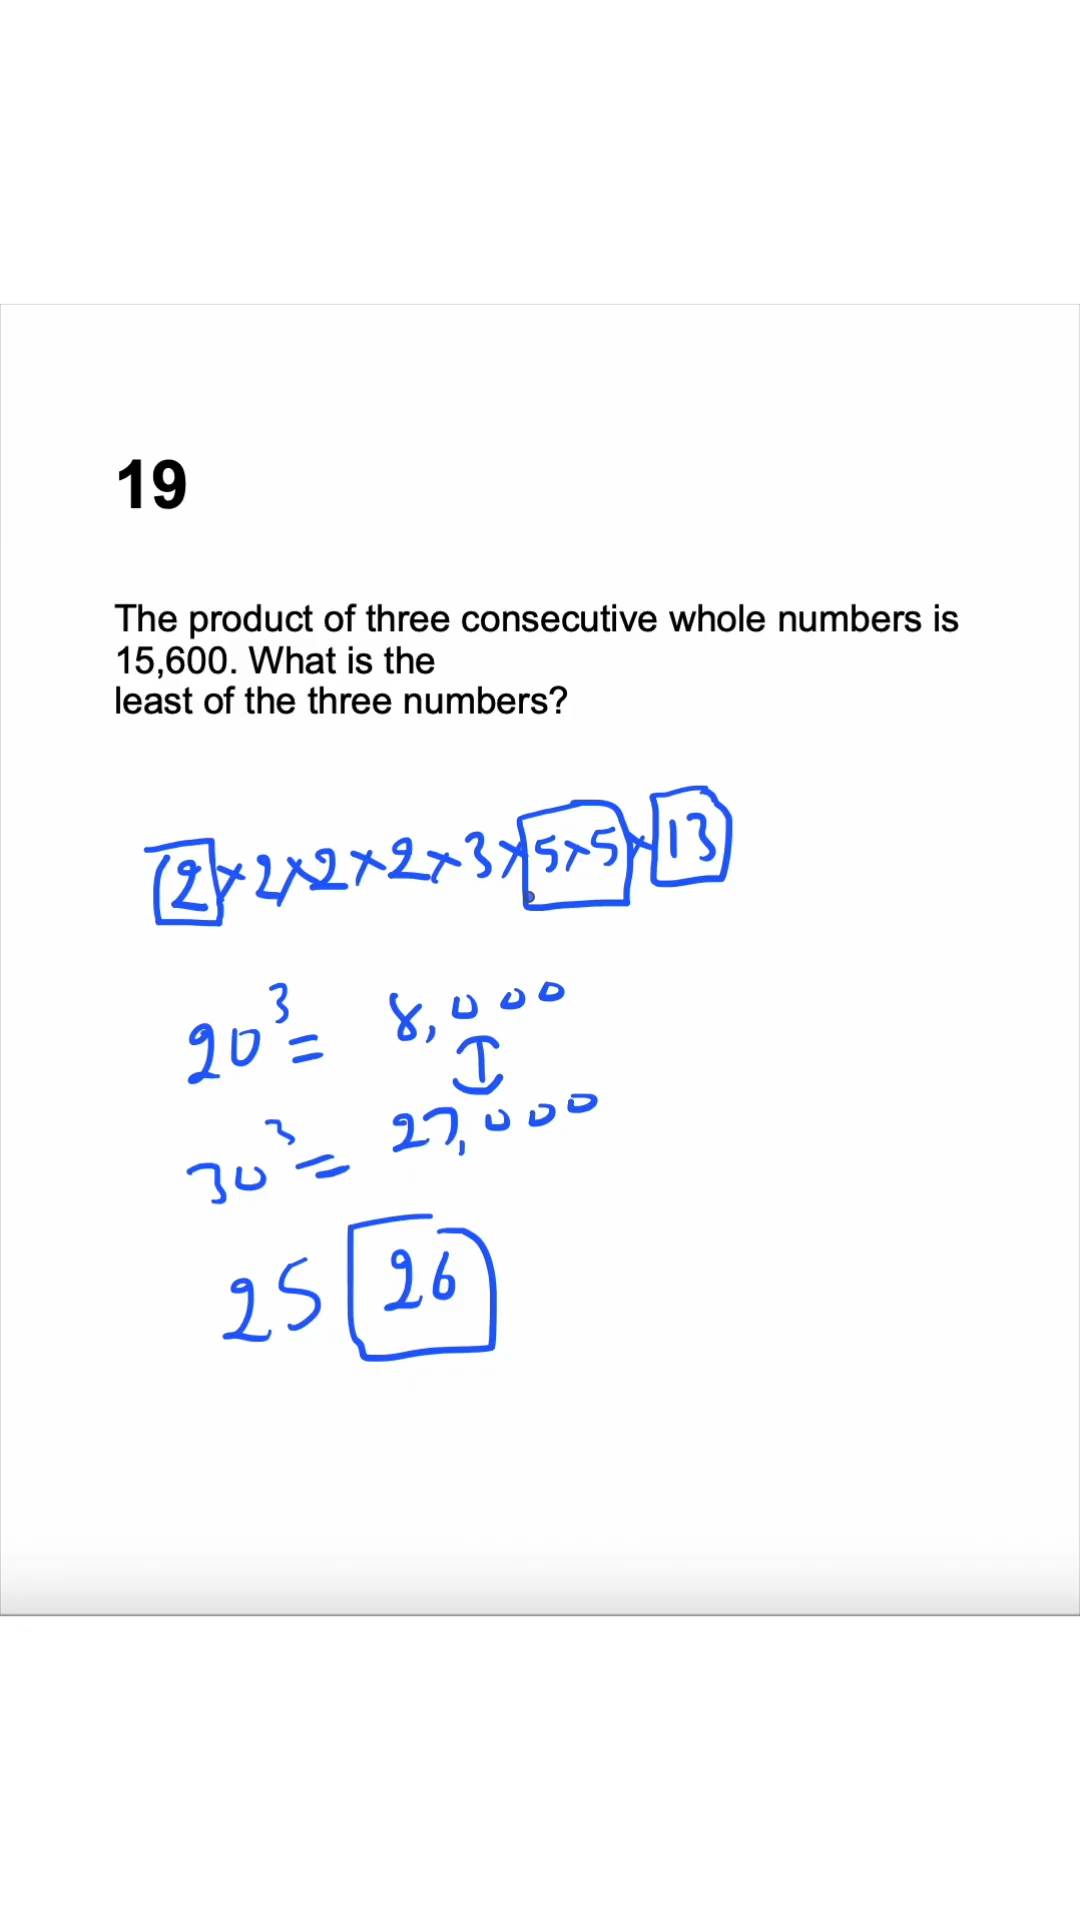 19
The product of three consecutive whole numbers is
15,600. What is the
least of the three numbers?
2×2×2×2×3×5×5×13
20³= 8,000
30³= 27,000
25 26